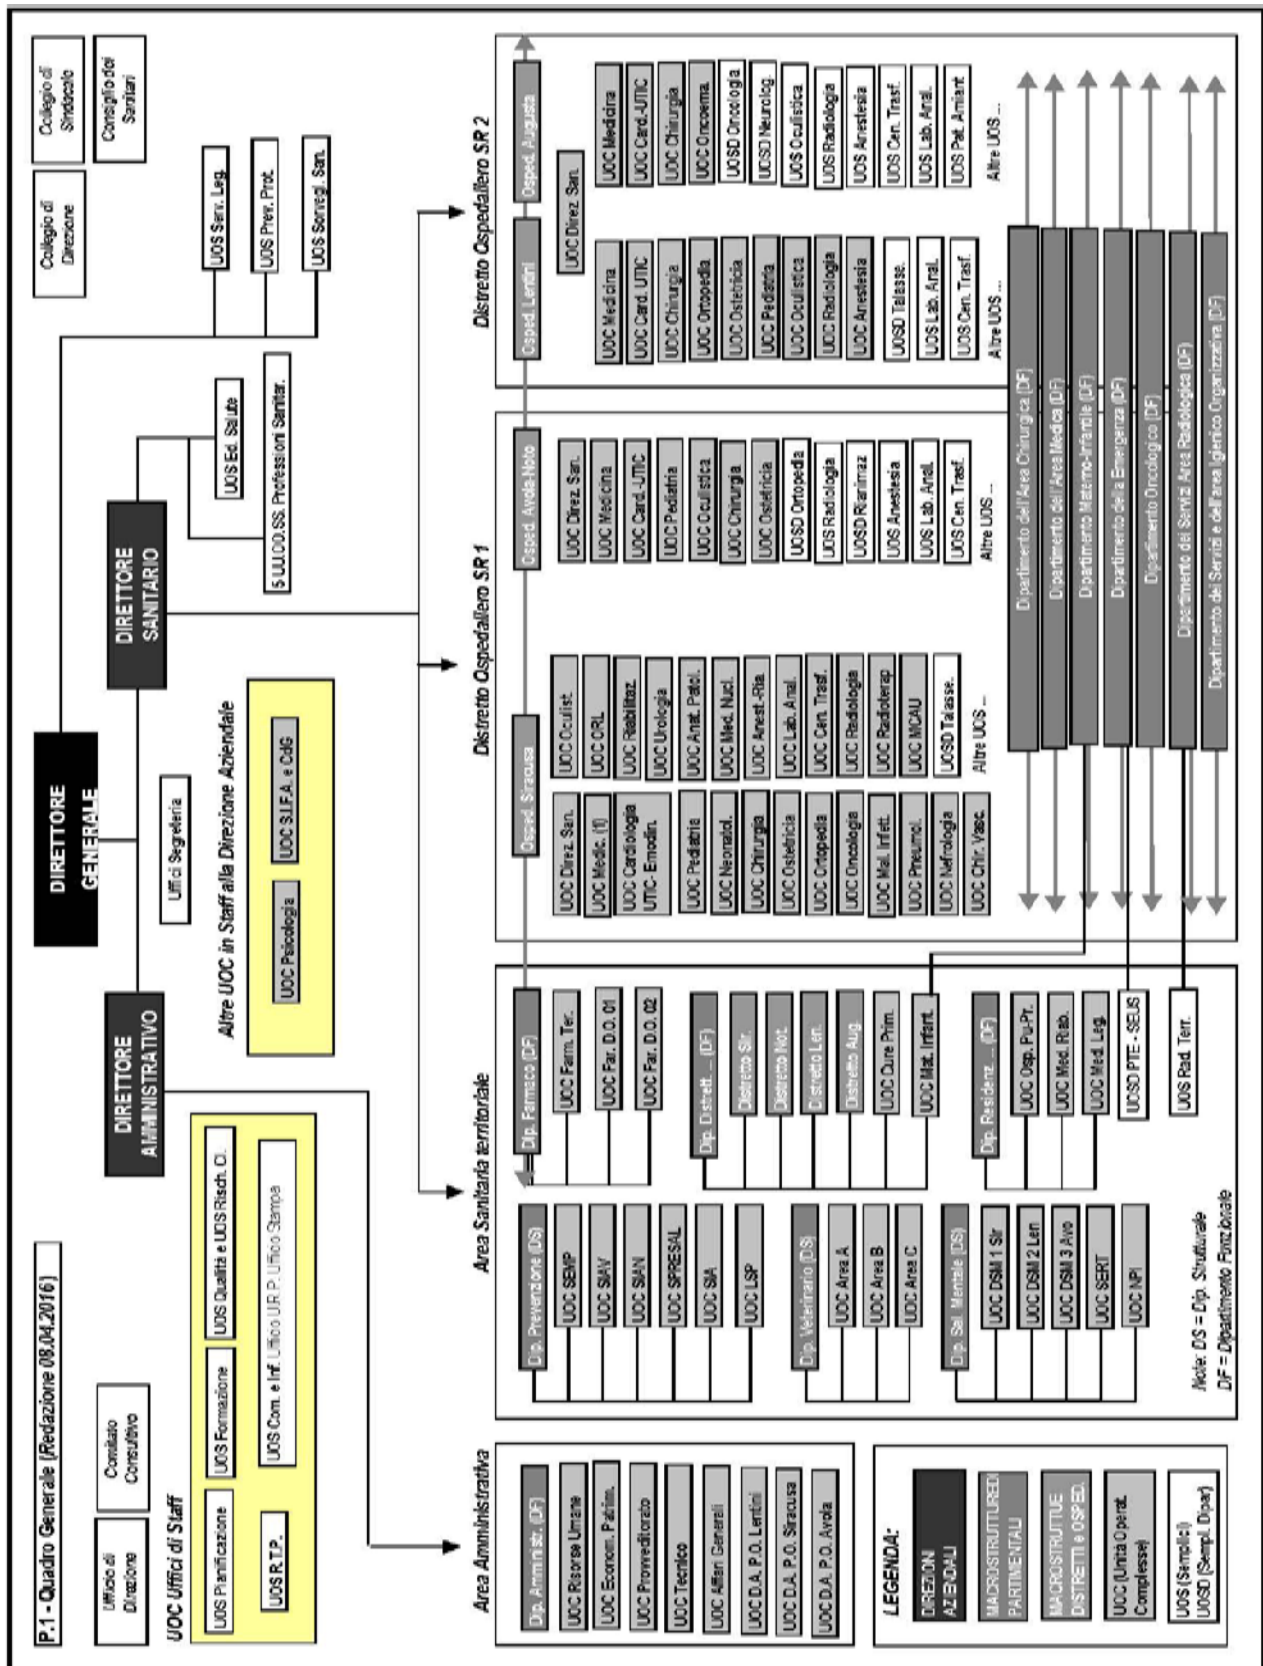 P.1 - Quadro Generale (Redazione 08.04.2016)
Ufficio di
Direzione
Comitato
Consultivo
DIRETTORE
GENERALE
Collegio di
Direzione
Collegio di
Sindocalo
Consiglio dei
Sanitari
UOC Uffici di Staff
UOS Pianificazione
UOS Formazione
UOS Qualità e UOS Risch. Cl.
UOS R.T.P.
UOS Com. e Inf. Ufficio U.R.P. Ufficio Stampa
DIRETTORE
AMMINISTRATIVO
Uffici Segreteria
DIRETTORE
SANITARIO
UOS Ed. Salute
5 UU.OO.SS. Professioni Sanitar.
UOS Serv. Leg.
UOS Prev. Prot.
UOS Sorvegl. San.
Altre UOC in Staff alla Direzione Aziendale
UOC Psicologia
UOC S.I.F.A. e CdG
Area Amministrativa
Dip. Amministr. (DF)
UOC Risorse Umane
UOC Econom. Patrim.
UOC Provveditorato
UOC Tecnico
UOC Affari Generali
UOC D.A. P.O. Lentini
UOC D.A. P.O. Siracusa
UOC D.A. P.O. Avola
LEGENDA:
DIREZIONI
AZIENDALI
MACROSTRUTTUREDI
PARTIMENTALI
MACROSTRUTTUE
DISTRETTI e OSPED.
UOC (Unità Operat.
Complesse)
UOS (Semplici)
UOSD (Sempl. Dipar)
Area Sanitaria territoriale
Dip. Prevenzione (DS)
UOC SEMP
UOC SIAV
UOC SIAN
UOC SPRESAL
UOC SIA
UOC LSP
Dip. Veterinario (DS)
UOC Area A
UOC Area B
UOC Area C
Dip. Sal. Mentale (DS)
UOC DSM 1 Sir
UOC DSM 2 Len
UOC DSM 3 Avo
UOC SERT
UOC NPI
Dip. Farmaco (DF)
UOC Farm. Ter.
UOC Far. D.O. 01
UOC Far. D.O. 02
Dip. Distrett. ... (DF)
Distretto Sir.
Distretto Not.
Distretto Len.
Distretto Aug.
UOC Cure Prim.
UOC Mat. Infant.
Dip. Residenz. ... (DF)
UOC Osp. Pu-Pr.
UOC Med. Riab.
UOC Med. Leg.
UOSD PTE - SEUS
UOS Rad. Terr.
Note: DS = Dip. Strutturale
DF = Dipartimento Funzionale
Distretto Ospedaliero SR 1
Osped. Siracusa
UOC Direz. San.
UOC Medic. (1)
UOC Cardiologia
UTIC- Emodin.
UOC Pediatria
UOC Neonatol.
UOC Chirurgia
UOC Ostetricia
UOC Ortopedia
UOC Oncologia
UOC Mal. Infett.
UOC Pneumol.
UOC Nefrologia
UOC Chir. Vasc.
UOC Oculist.
UOC ORL
UOC Riabilitaz.
UOC Urologia
UOC Anat. Patol.
UOC Med. Nucl.
UOC Anest.-Ria.
UOC Lab. Anal.
UOC Cen. Trasf.
UOC Radiologia
UOC Radioterap
UOC MCAU
UOSD Talasse.
Altre UOS ...
Osped. Avola-Noto
UOC Direz. San.
UOC Medicina
UOC Card.-UTIC
UOC Pediatria
UOC Oculistica
UOC Chirurgia
UOC Ostetricia
UOSD Ortopedia
UOS Radiologia
UOSD Rianimaz
UOS Anestesia
UOS Lab. Anal.
UOS Cen. Trasf.
Altre UOS ...
Distretto Ospedaliero SR 2
Osped. Lentini
Osped. Augusta
UOC Direz. San.
UOC Medicina
UOC Card. UTIC
UOC Chirurgia
UOC Ortopedia
UOC Ostetricia
UOC Pediatria
UOC Oculistica
UOC Radiologia
UOC Anestesia
UOSD Talasse.
UOS Lab. Anal.
UOS Cen. Trasf.
Altre UOS ...
UOC Medicina
UOC Card.-UTIC
UOC Chirurgia
UOC Oncoema.
UOSD Oncologia
UOSD Neurolog.
UOS Oculistica
UOS Radiologia
UOS Anestesia
UOS Cen. Trasf.
UOS Lab. Anal.
UOS Pat. Amiant
Altre UOS ...
Dipartimento dell'Area Chirurgica (DF)
Dipartimento dell'Area Medica (DF)
Dipartimento Materno-Infantile (DF)
Dipartimento della Emergenza (DF)
Dipartimento Oncologico (DF)
Dipartimento dei Servizi Area Radiologica (DF)
Dipartimento dei Servizi e dell'area Igienico Organizzativa (DF)